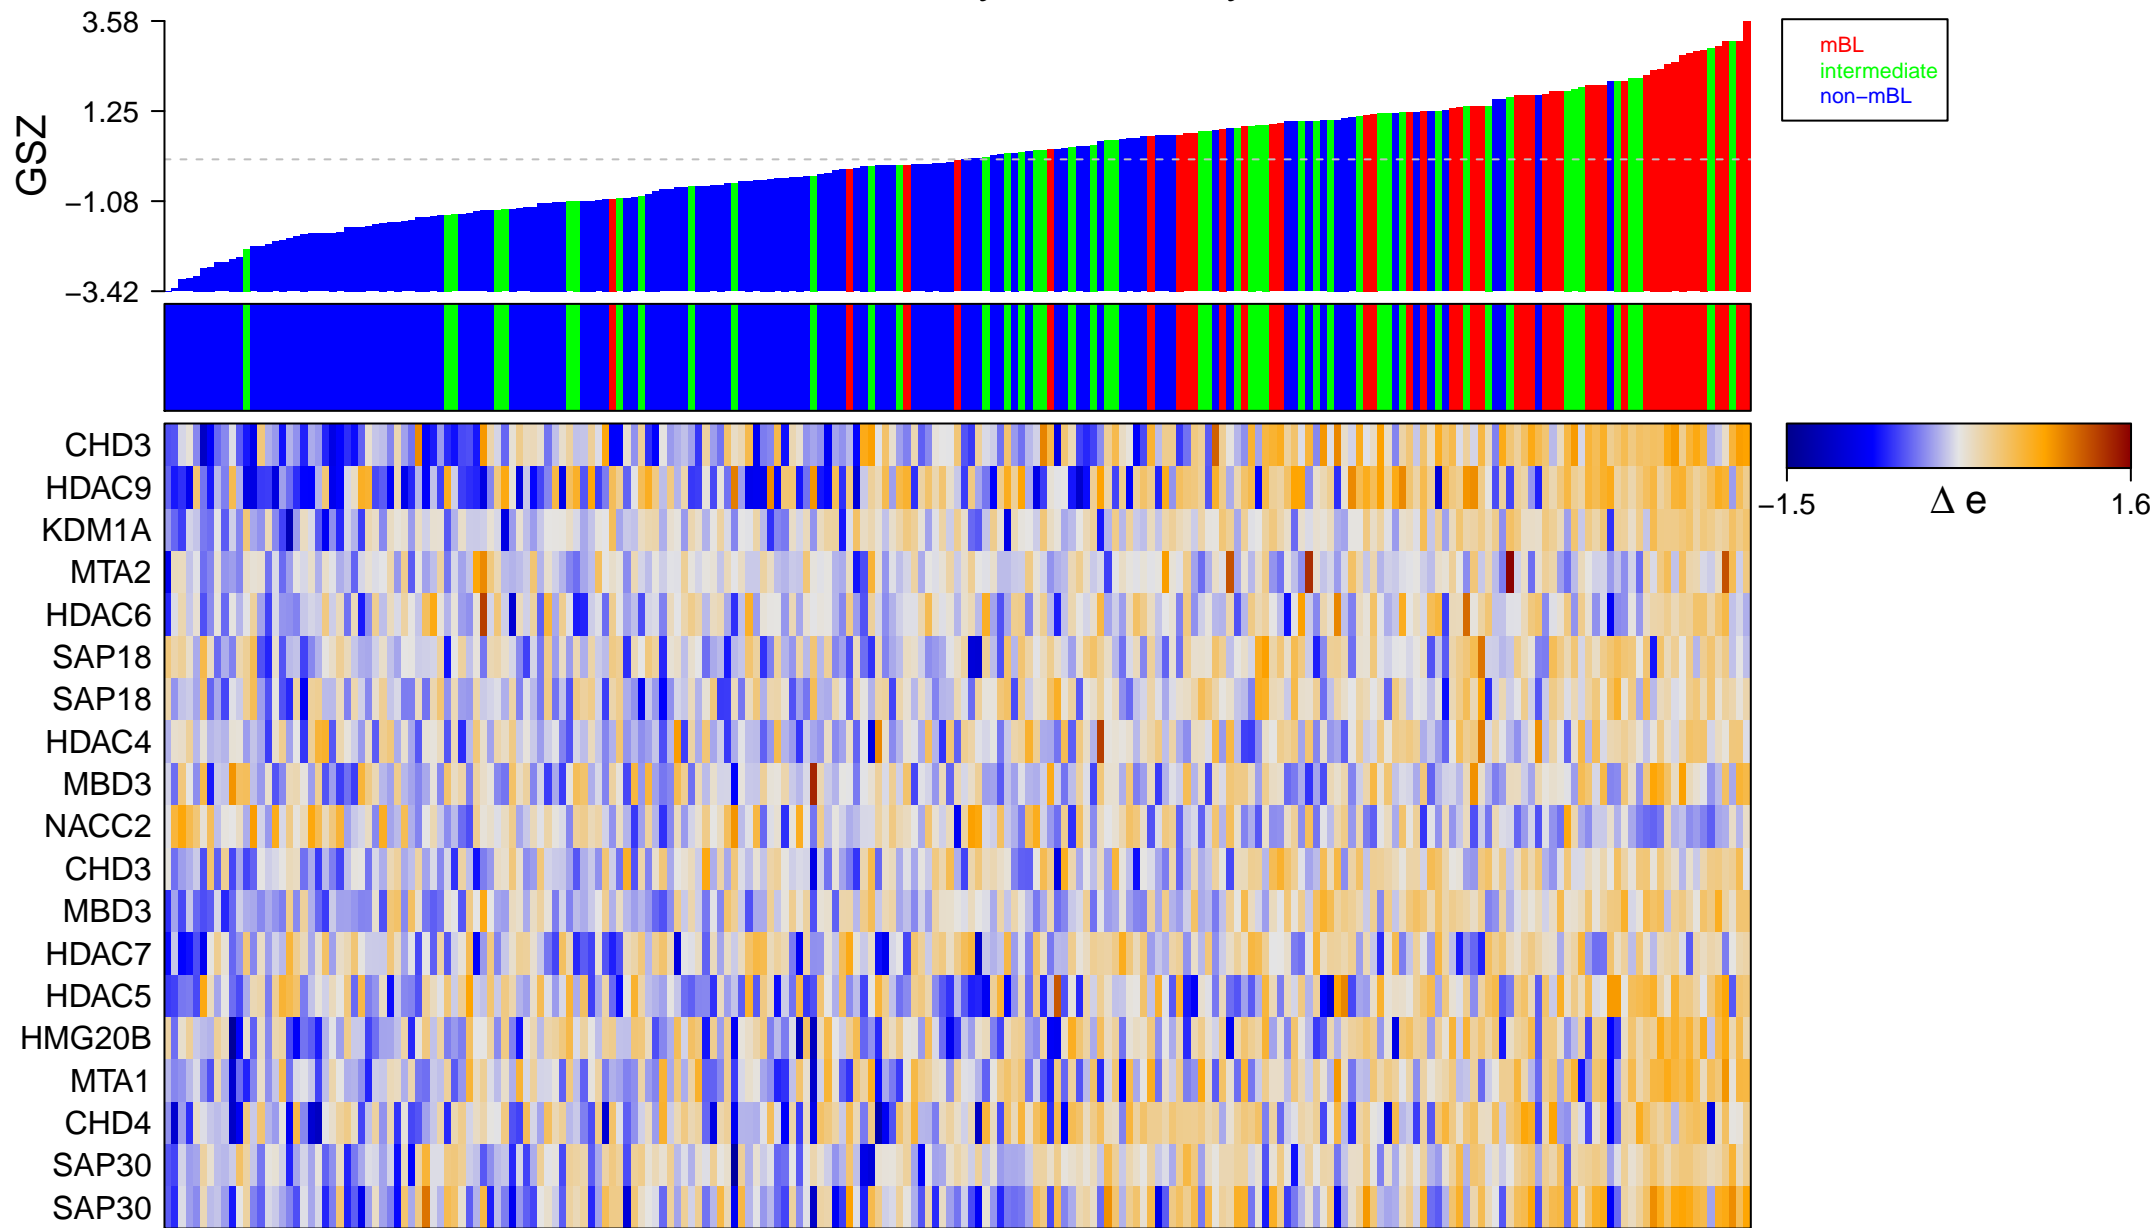 3.58
1.25
−1.08
−3.42
GSZ
mBL
intermediate
non−mBL
CHD3
HDAC9
KDM1A
MTA2
HDAC6
SAP18
SAP18
HDAC4
MBD3
NACC2
CHD3
MBD3
HDAC7
HDAC5
HMG20B
MTA1
CHD4
SAP30
SAP30
−1.5 Δ e 1.6